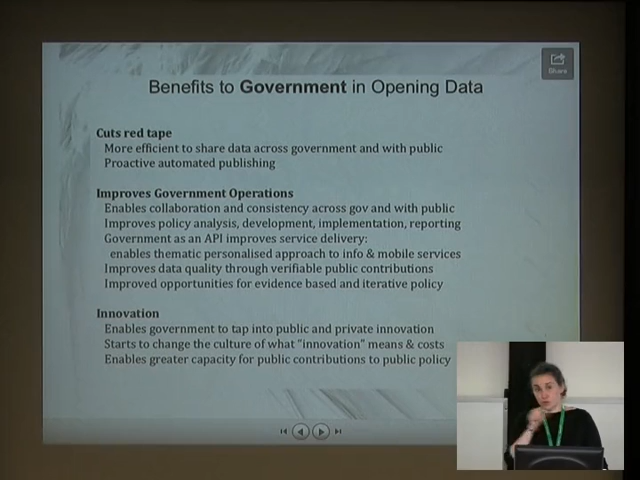 Share
Benefits to Government in Opening Data
Cuts red tape
More efficient to share data across government and with public
Proactive automated publishing
Improves Government Operations
Enables collaboration and consistency across gov and with public
Improves policy analysis, development, implementation, reporting
Government as an API improves service delivery:
enables thematic personalised approach to info & mobile services
Improves data quality through verifiable public contributions
Improved opportunities for evidence based and iterative policy
Innovation
Enables government to tap into public and private innovation
Starts to change the culture of what "innovation" means & costs
Enables greater capacity for public contributions to public policy